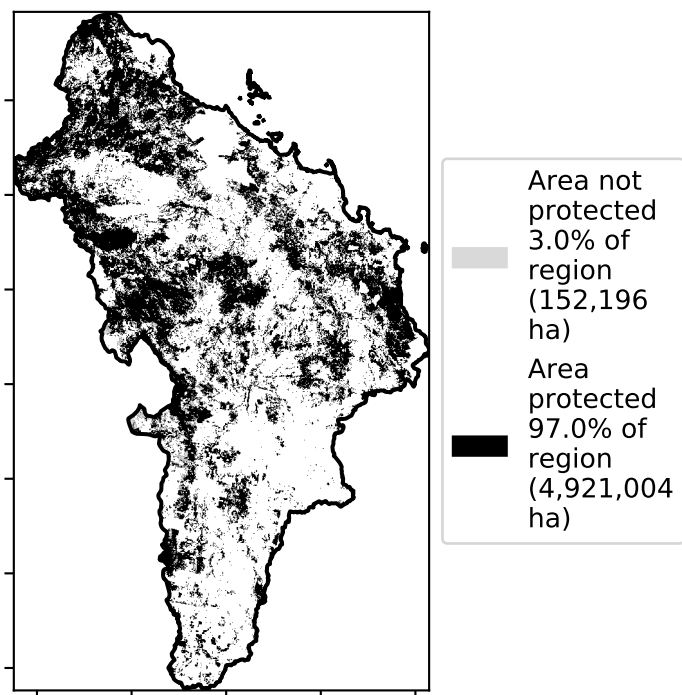 Area not
protected
3.0% of
region
(152,196
ha)
Area
protected
97.0% of
region
(4,921,004
ha)